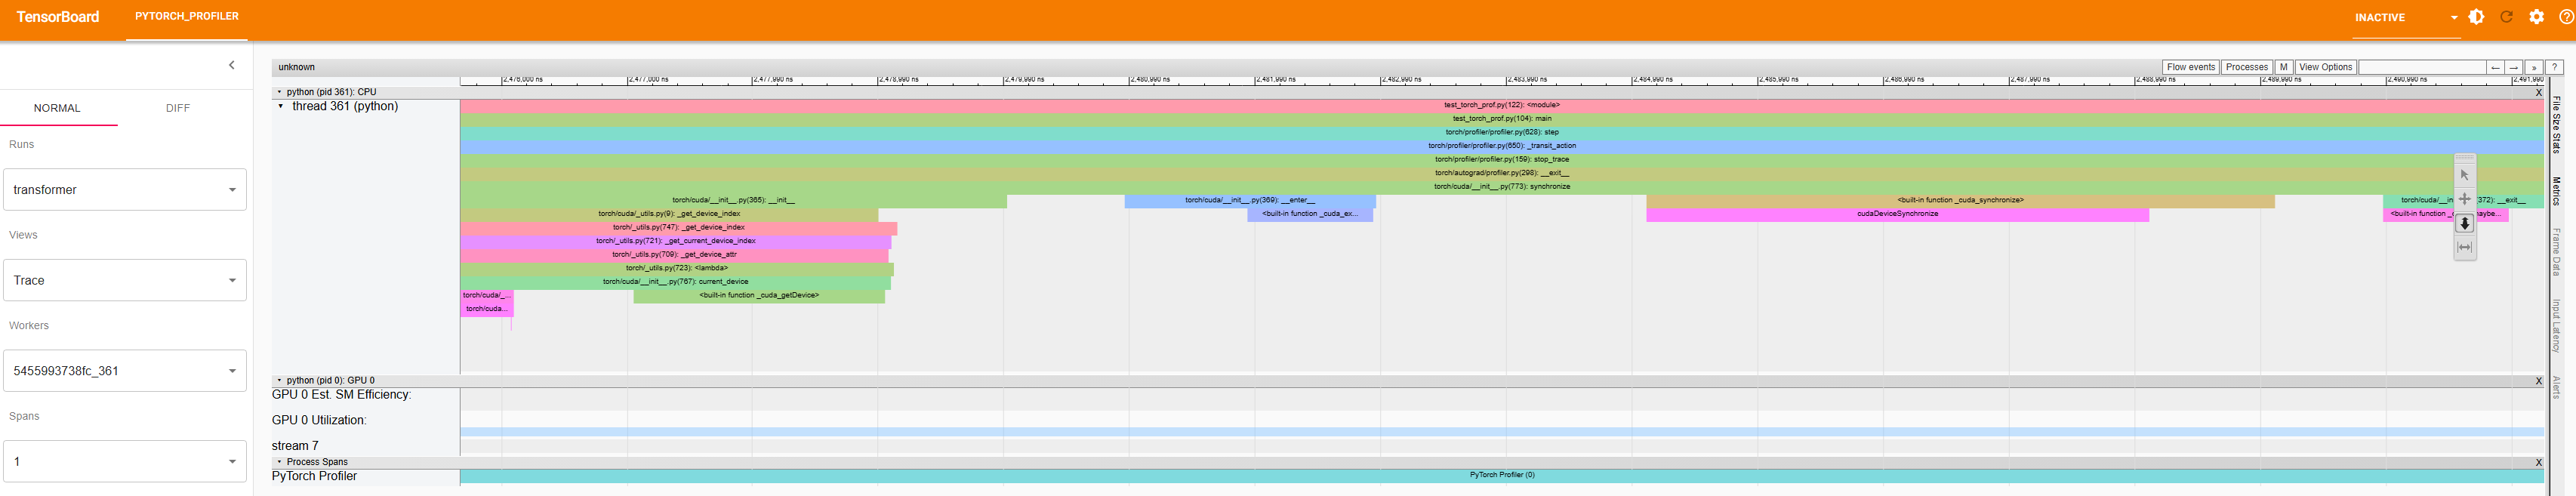 TensorBoard
PYTORCH_PROFILER
INACTIVE
NORMAL
DIFF
Runs
transformer
Views
Trace
Workers
5455993738fc_361
Spans
1
unknown
Flow events
Processes
M
View Options
←
→
»
?
2,476,000 ns
2,477,000 ns
2,477,990 ns
2,478,990 ns
2,479,990 ns
2,480,990 ns
2,481,990 ns
2,482,990 ns
2,483,990 ns
2,484,990 ns
2,485,990 ns
2,486,990 ns
2,487,990 ns
2,488,990 ns
2,489,990 ns
2,490,990 ns
2,491,990
python (pid 361): CPU
X
thread 361 (python)
test_torch_prof.py(122): <module>
test_torch_prof.py(104): main
torch/profiler/profiler.py(628): step
torch/profiler/profiler.py(650): _transit_action
torch/profiler/profiler.py(159): stop_trace
torch/autograd/profiler.py(298): __exit__
torch/cuda/__init__.py(773): synchronize
torch/cuda/__init__.py(365): __init__
torch/cuda/__init__.py(369): __enter__
<built-in function _cuda_synchronize>
torch/cuda/__in
372): __exit__
torch/cuda/_utils.py(9): _get_device_index
<built-in function _cuda_ex...
cudaDeviceSynchronize
<built-in function _c
aybe...
torch/_utils.py(747): _get_device_index
torch/_utils.py(721): _get_current_device_index
torch/_utils.py(709): _get_device_attr
torch/_utils.py(723): <lambda>
torch/cuda/__init__.py(767): current_device
torch/cuda/_...
<built-in function _cuda_getDevice>
torch/cuda...
python (pid 0): GPU 0
X
GPU 0 Est. SM Efficiency:
GPU 0 Utilization:
stream 7
Process Spans
X
PyTorch Profiler
PyTorch Profiler (0)
File Size Stats
Metrics
Frame Data
Input Latency
Alerts